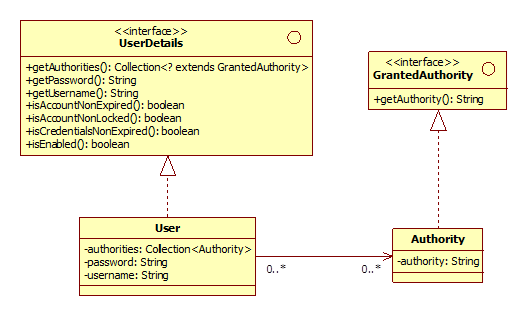 <<interface>>
UserDetails
+getAuthorities(): Collection<? extends GrantedAuthority>
+getPassword(): String
+getUsername(): String
+isAccountNonExpired(): boolean
+isAccountNonLocked(): boolean
+isCredentialsNonExpired(): boolean
+isEnabled(): boolean
<<interface>>
GrantedAuthority
+getAuthority(): String
User
-authorities: Collection<Authority>
-password: String
-username: String
0..*
0..*
Authority
-authority: String